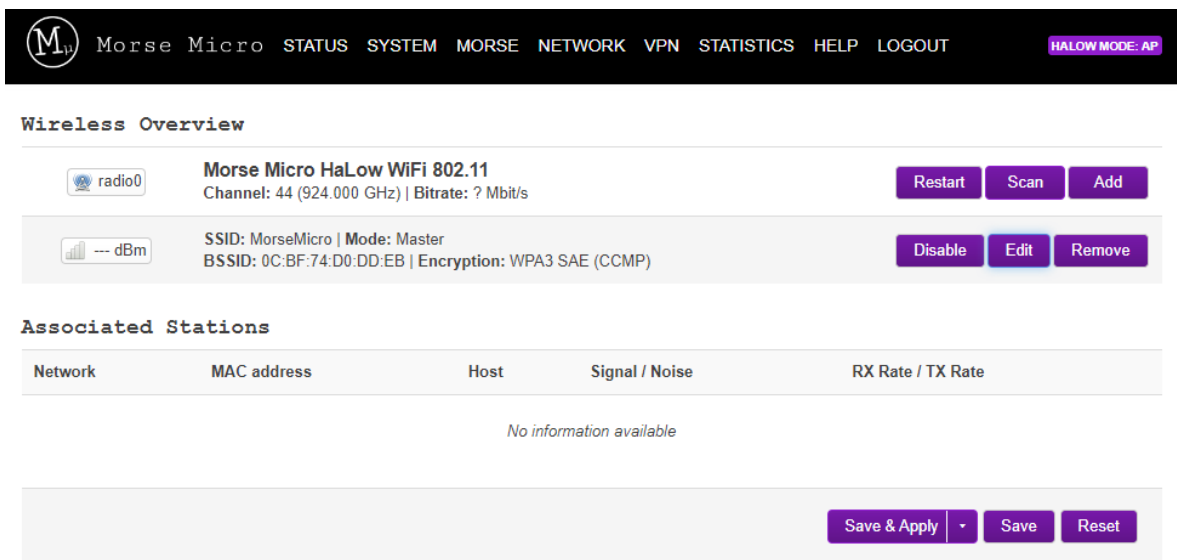 Mμ Morse Micro STATUS SYSTEM MORSE NETWORK VPN STATISTICS HELP LOGOUT HALOW MODE: AP
Wireless Overview
radio0
Morse Micro HaLow WiFi 802.11
Channel: 44 (924.000 GHz) | Bitrate: ? Mbit/s
Restart Scan Add
--- dBm
SSID: MorseMicro | Mode: Master
BSSID: 0C:BF:74:D0:DD:EB | Encryption: WPA3 SAE (CCMP)
Disable Edit Remove
Associated Stations
Network MAC address Host Signal / Noise RX Rate / TX Rate
No information available
Save & Apply Save Reset